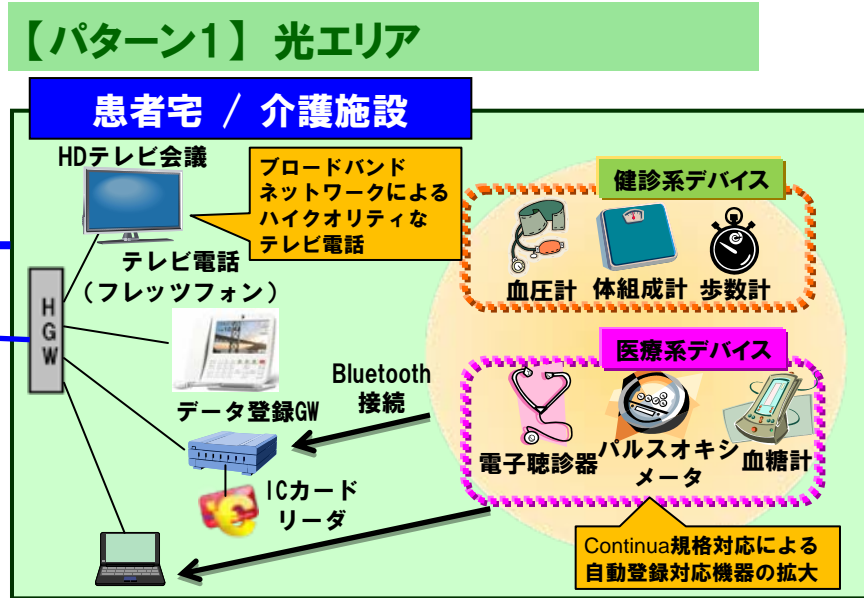 【パターン1】 光エリア
患者宅 / 介護施設
HDテレビ会議
ブロードバンド
ネットワークによる
ハイクオリティな
テレビ電話
テレビ電話
(フレッツフォン)
HGW
データ登録GW
Bluetooth
接続
ICカード
リーダ
健診系デバイス
血圧計
体組成計
歩数計
医療系デバイス
電子聴診器
パルスオキシ
メータ
血糖計
Continua規格対応による
自動登録対応機器の拡大